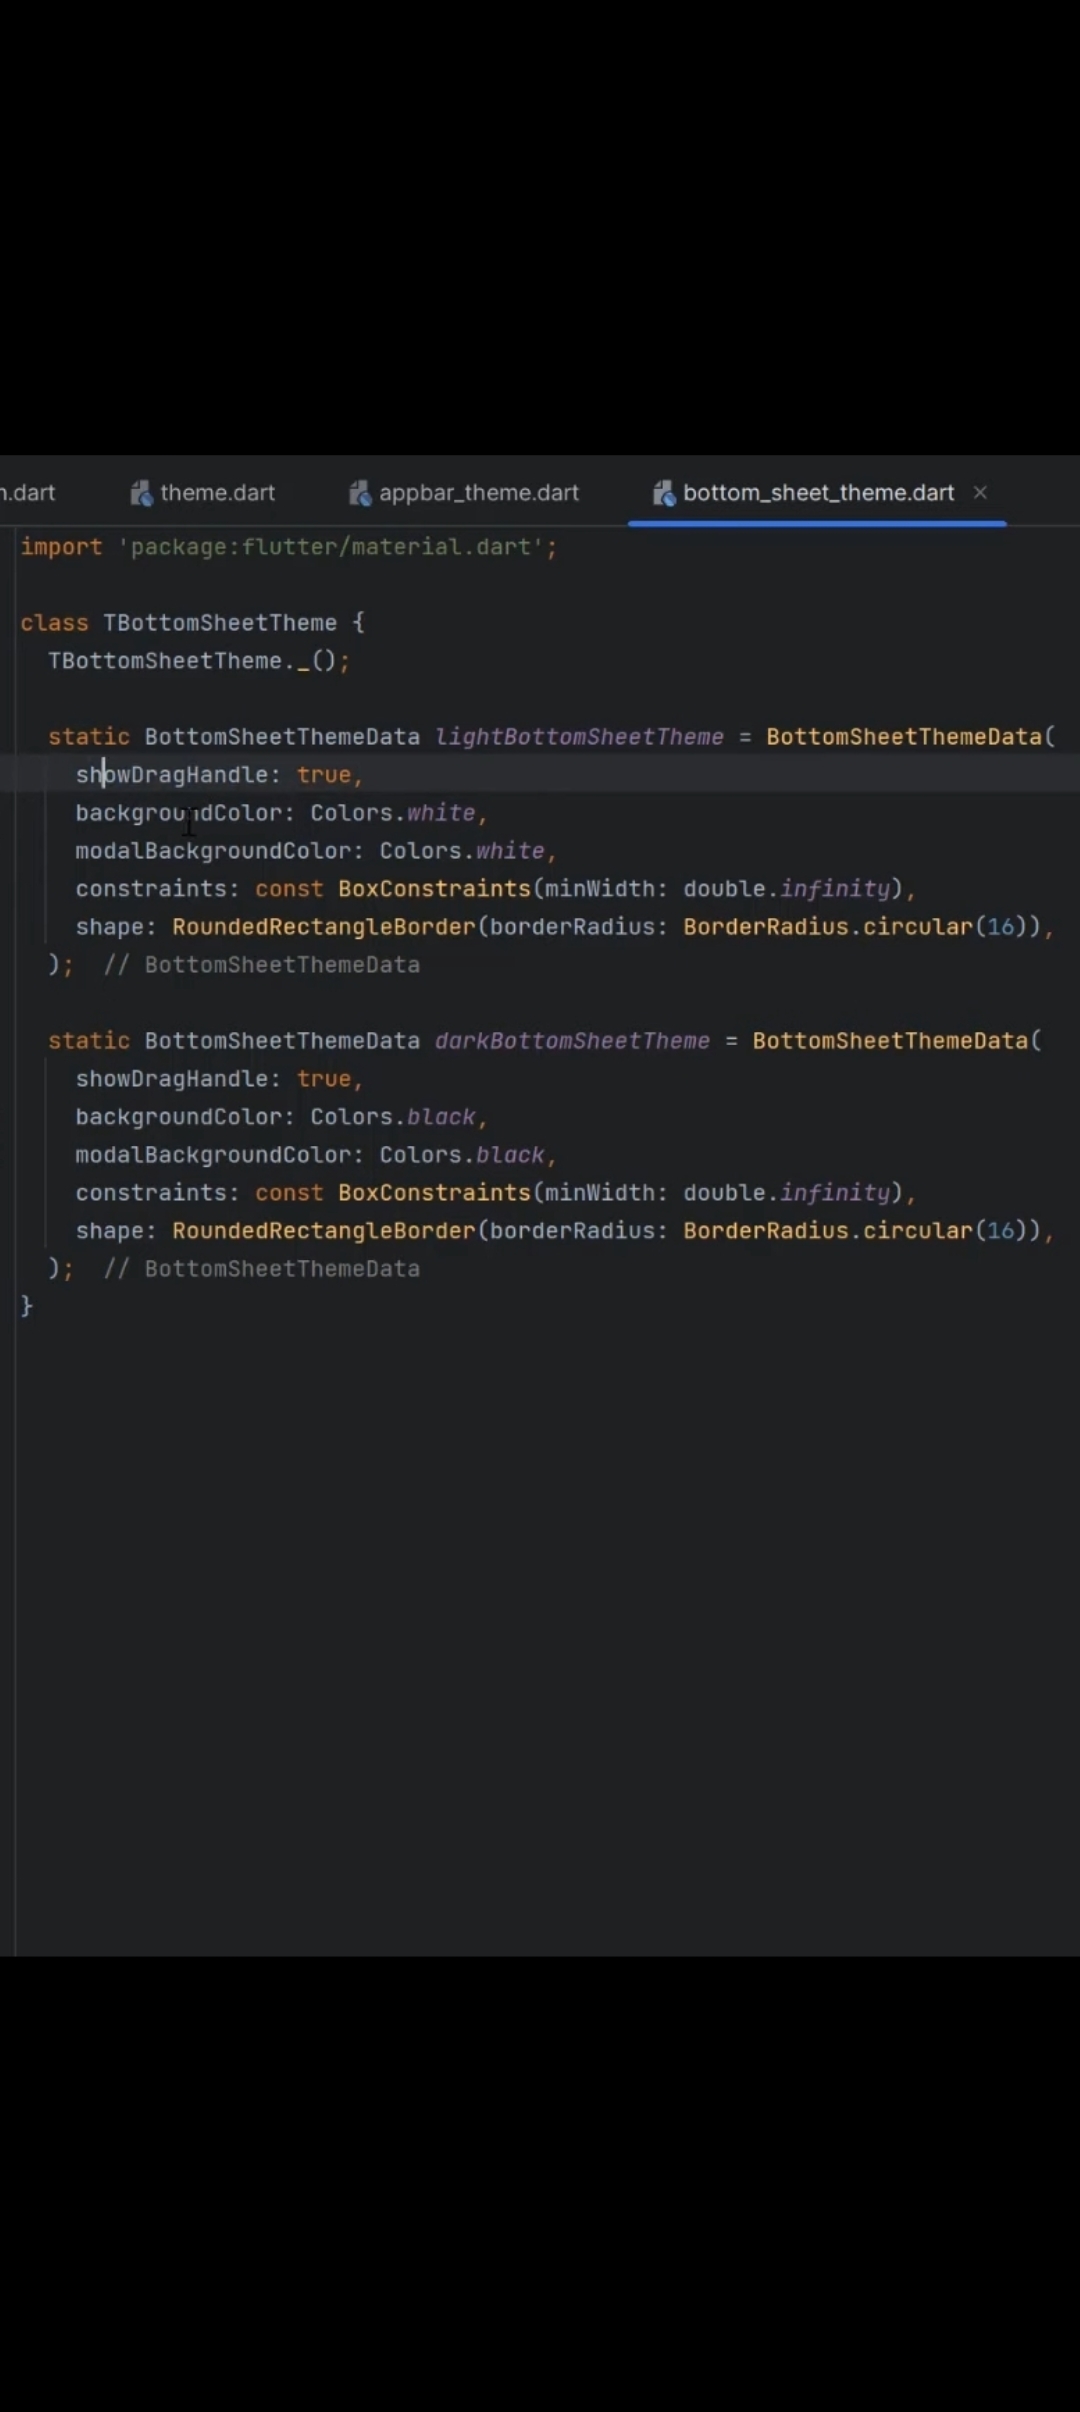 n.dart theme.dart appbar_theme.dart bottom_sheet_theme.dart
import 'package:flutter/material.dart';
class TBottomSheetTheme {
TBottomSheetTheme._();
static BottomSheetThemeData lightBottomSheetTheme = BottomSheetThemeData(
showDragHandle: true,
backgroundColor: Colors.white,
modalBackgroundColor: Colors.white,
constraints: const BoxConstraints(minWidth: double.infinity),
shape: RoundedRectangleBorder(borderRadius: BorderRadius.circular(16)),
); // BottomSheetThemeData
static BottomSheetThemeData darkBottomSheetTheme = BottomSheetThemeData(
showDragHandle: true,
backgroundColor: Colors.black,
modalBackgroundColor: Colors.black,
constraints: const BoxConstraints(minWidth: double.infinity),
shape: RoundedRectangleBorder(borderRadius: BorderRadius.circular(16)),
); // BottomSheetThemeData
}